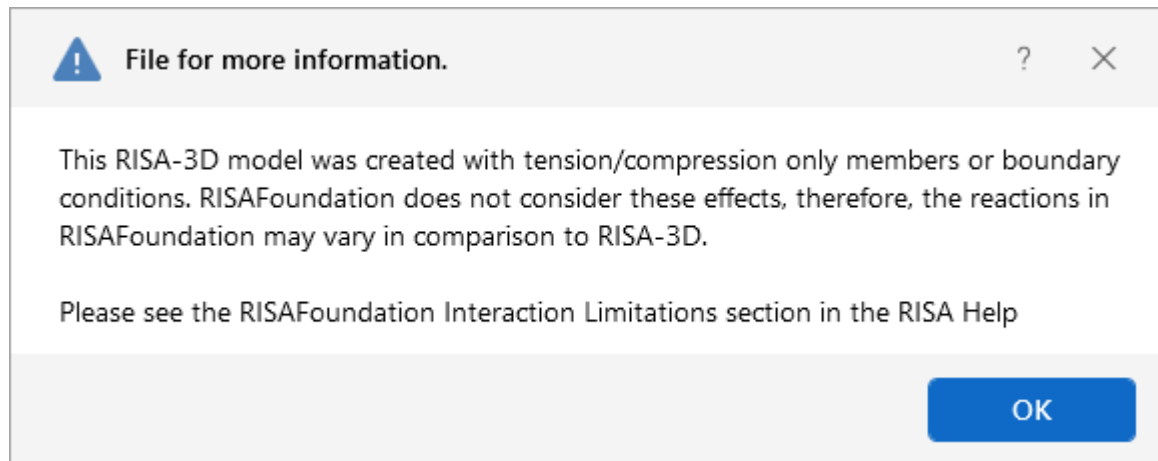 File for more information.
This RISA-3D model was created with tension/compression only members or boundary
conditions. RISAFoundation does not consider these effects, therefore, the reactions in
RISAFoundation may vary in comparison to RISA-3D.
Please see the RISAFoundation Interaction Limitations section in the RISA Help
OK